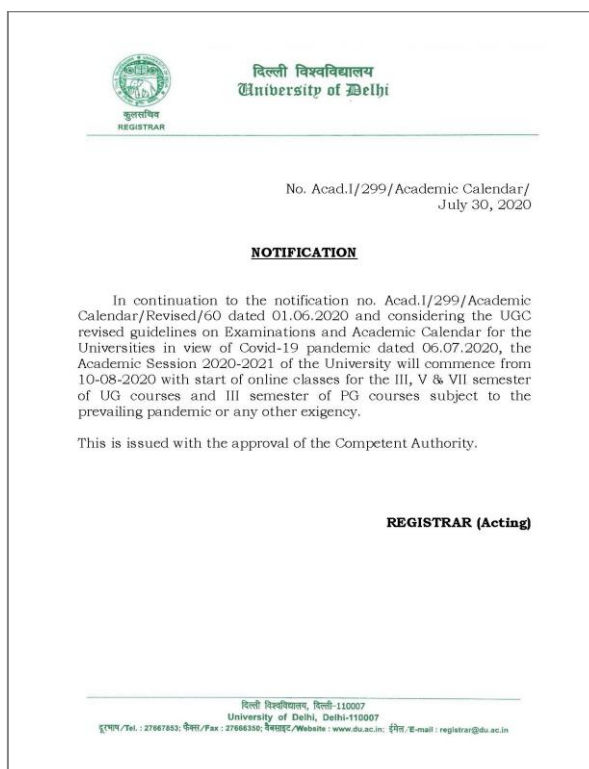 दिल्ली विश्वविद्यालय
University of Delhi
कुलसचिव
REGISTRAR
No. Acad.I/299/Academic Calendar/
July 30, 2020
NOTIFICATION
In continuation to the notification no. Acad.I/299/Academic
Calendar/Revised/60 dated 01.06.2020 and considering the UGC
revised guidelines on Examinations and Academic Calendar for the
Universities in view of Covid-19 pandemic dated 06.07.2020, the
Academic Session 2020-2021 of the University will commence from
10-08-2020 with start of online classes for the III, V & VII semester
of UG courses and III semester of PG courses subject to the
prevailing pandemic or any other exigency.
This is issued with the approval of the Competent Authority.
REGISTRAR (Acting)
दिल्ली विश्वविद्यालय, दिल्ली-110007
University of Delhi, Delhi-110007
दूरभाष/Tel. : 27667853; फैक्स/Fax : 27666350; वैबसाइट/Website : www.du.ac.in; ईमेल/E-mail : registrar@du.ac.in